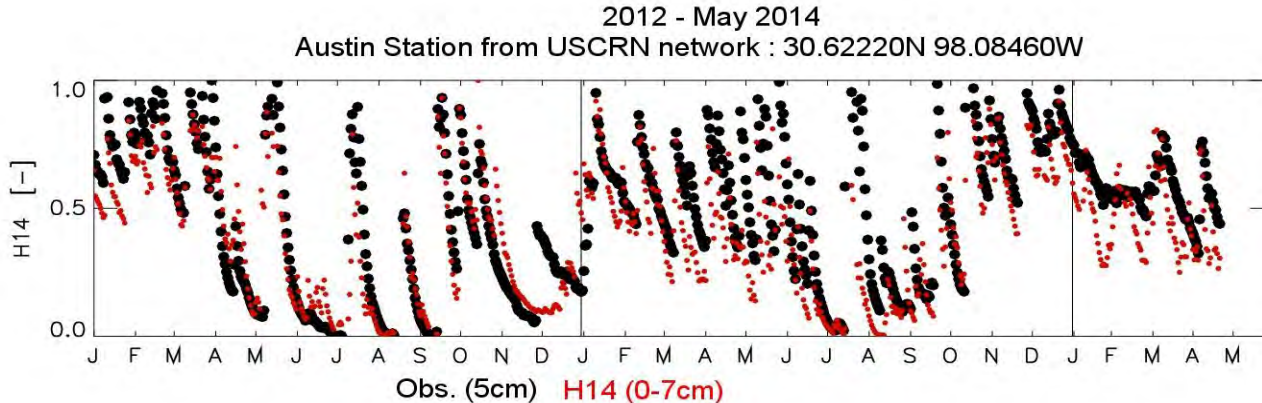 2012 - May 2014
Austin Station from USCRN network : 30.62220N 98.08460W
1.0
H14 [-]
0.5
0.0
J F M A M J J A S O N D J F M A M J J A S O N D J F M A M
Obs. (5cm) H14 (0-7cm)